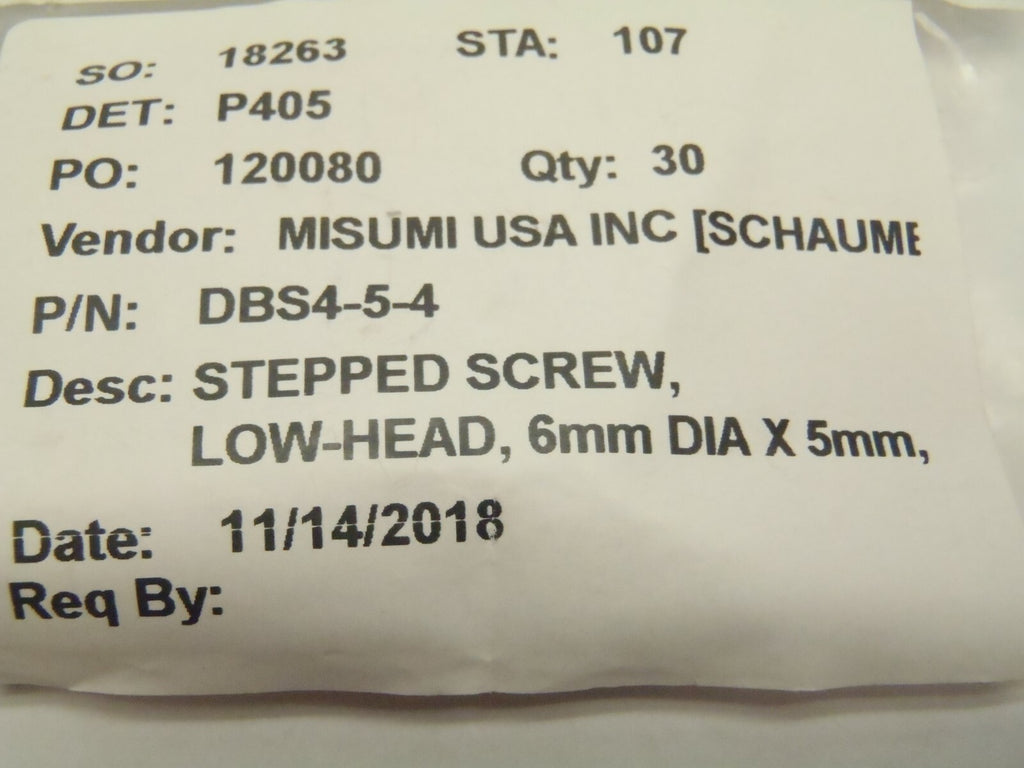 SO: 18263 STA: 107
DET: P405
PO: 120080 Qty: 30
Vendor: MISUMI USA INC [SCHAUME
P/N: DBS4-5-4
Desc: STEPPED SCREW,
LOW-HEAD, 6mm DIA X 5mm,
Date: 11/14/2018
Req By: